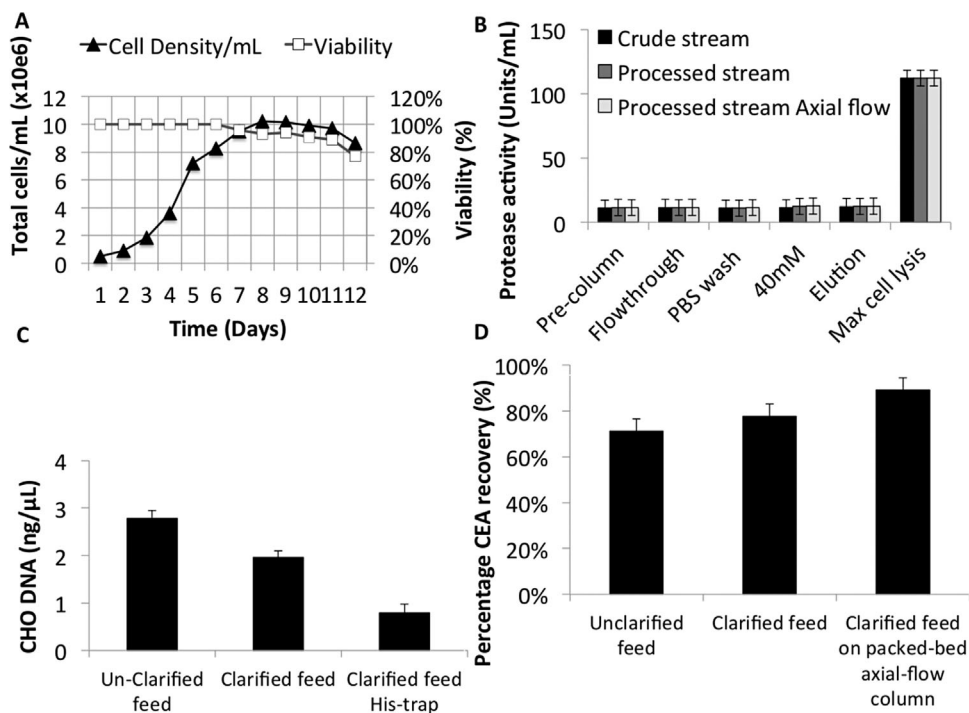 A
Cell Density/mL
Viability
Total cells/mL (x10e6)
12
10
8
6
4
2
0
120%
100%
80%
60%
40%
20%
0%
Viability (%)
1 2 3 4 5 6 7 8 9 10 11 12
Time (Days)
B
Crude stream
Processed stream
Processed stream Axial flow
Protease activity (Units/mL)
150
100
50
0
Pre-column
Flowthrough
PBS wash
40mM
Elution
Max cell lysis
C
CHO DNA (ng/µL)
4
3
2
1
0
Un-Clarified
feed
Clarified feed
Clarified feed
His-trap
D
Percentage CEA recovery (%)
100%
80%
60%
40%
20%
0%
Unclarified
feed
Clarified feed
Clarified feed
on packed-bed
axial-flow
column